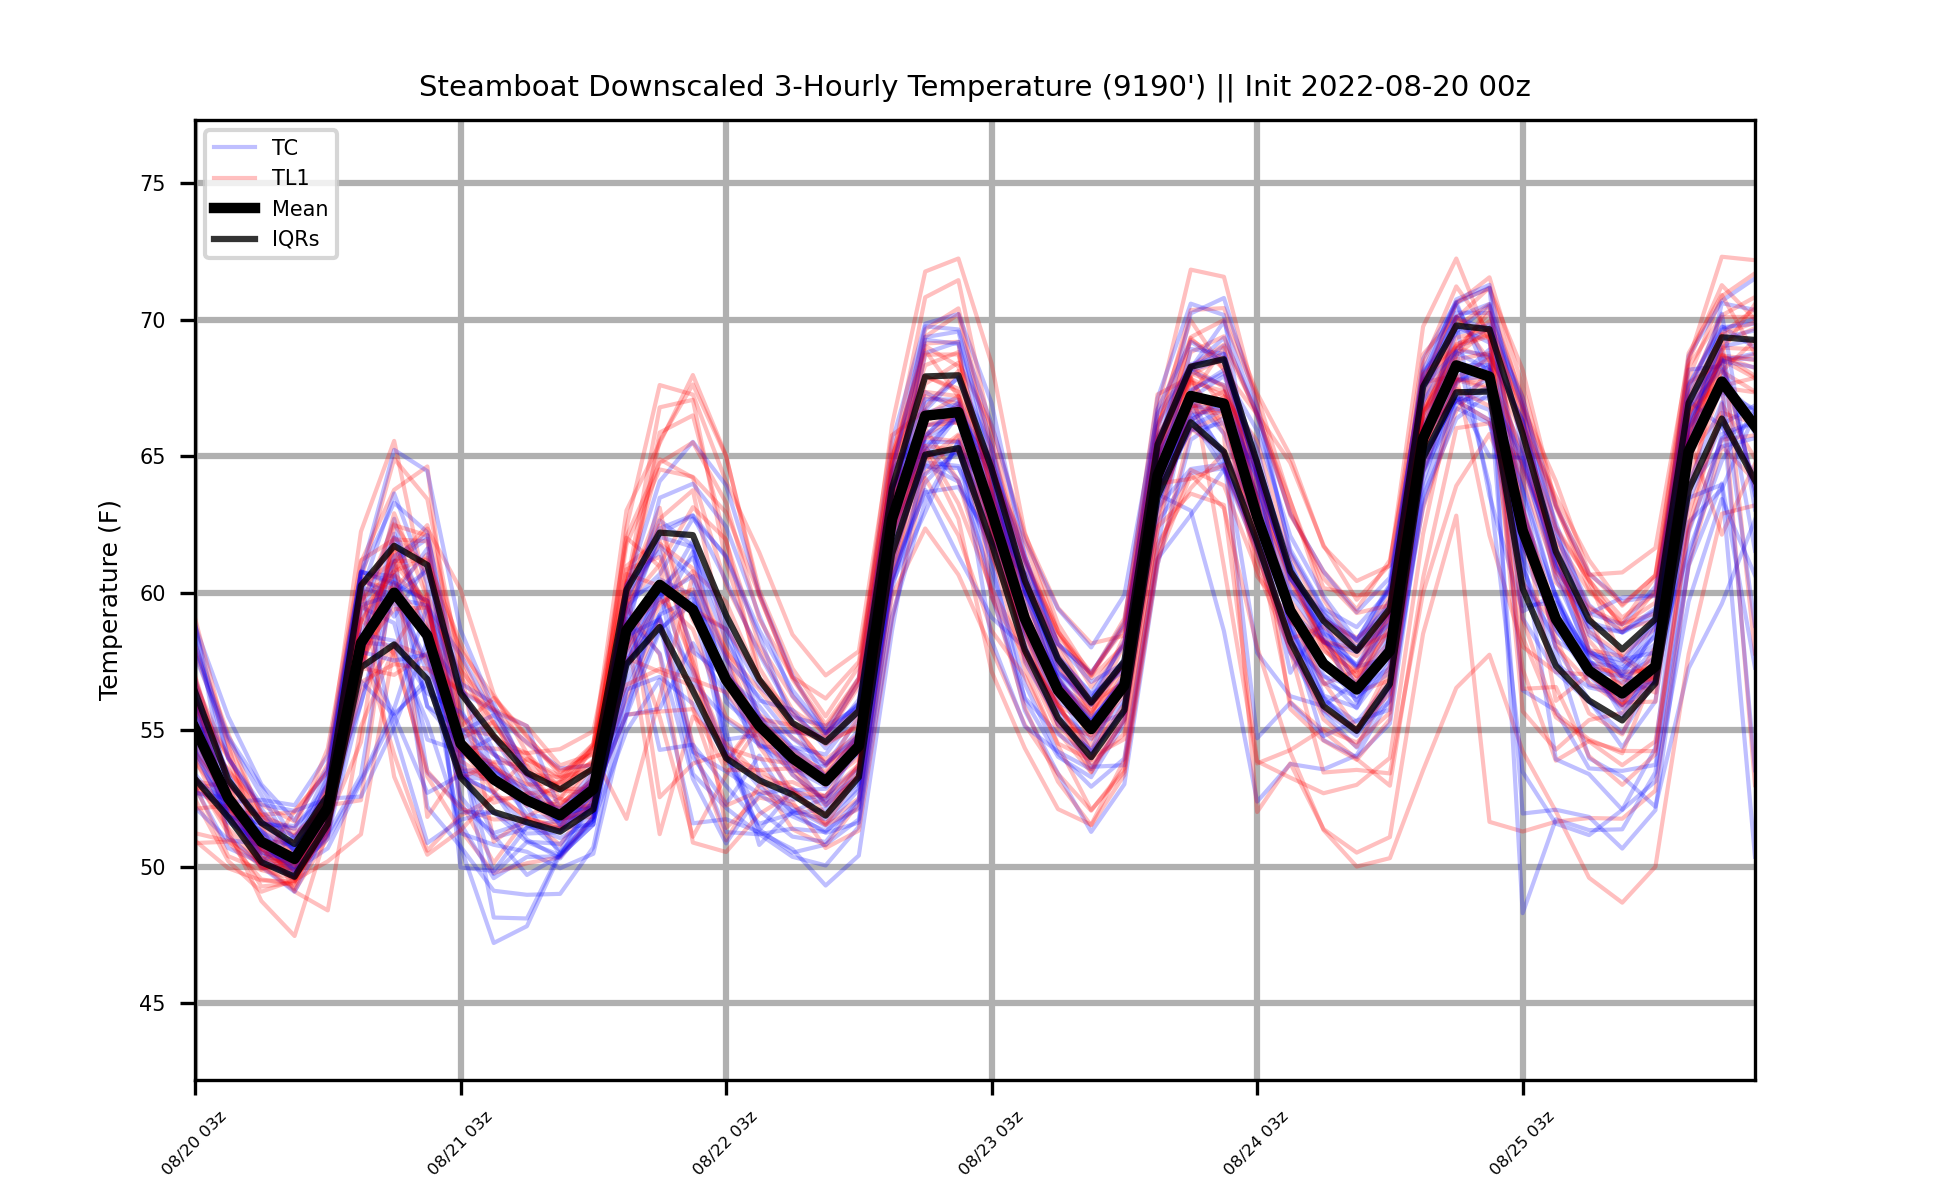 Steamboat Downscaled 3-Hourly Temperature (9190') || Init 2022-08-20 00z
TC
TL1
Mean
IQRs
Temperature (F)
75
70
65
60
55
50
45
08/20 03z
08/21 03z
08/22 03z
08/23 03z
08/24 03z
08/25 03z